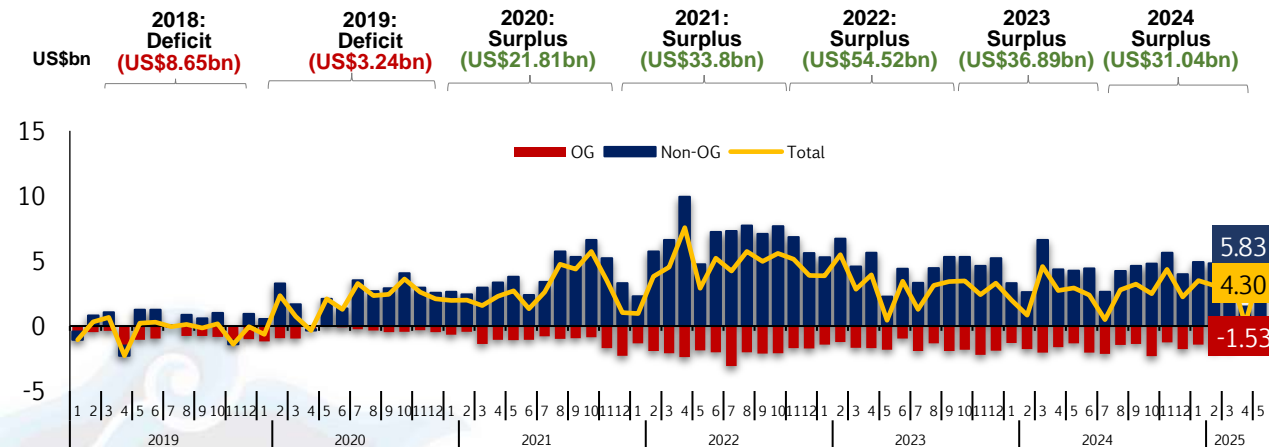 2018:
Deficit
(US$8.65bn)
2019:
Deficit
(US$3.24bn)
2020:
Surplus
(US$21.81bn)
2021:
Surplus
(US$33.8bn)
2022:
Surplus
(US$54.52bn)
2023
Surplus
(US$36.89bn)
2024
Surplus
(US$31.04bn)
US$bn
15
10
5
0
-5
OG Non-OG Total
5.83
4.30
-1.53
1 2 3 4 5 6 7 8 9 10 11 12 1 2 3 4 5 6 7 8 9 10 11 12 1 2 3 4 5 6 7 8 9 10 11 12 1 2 3 4 5 6 7 8 9 10 11 12 1 2 3 4 5 6 7 8 9 10 11 12 1 2 3 4 5 6 7 8 9 10 11 12 1 2 3 4 5
2019 2020 2021 2022 2023 2024 2025